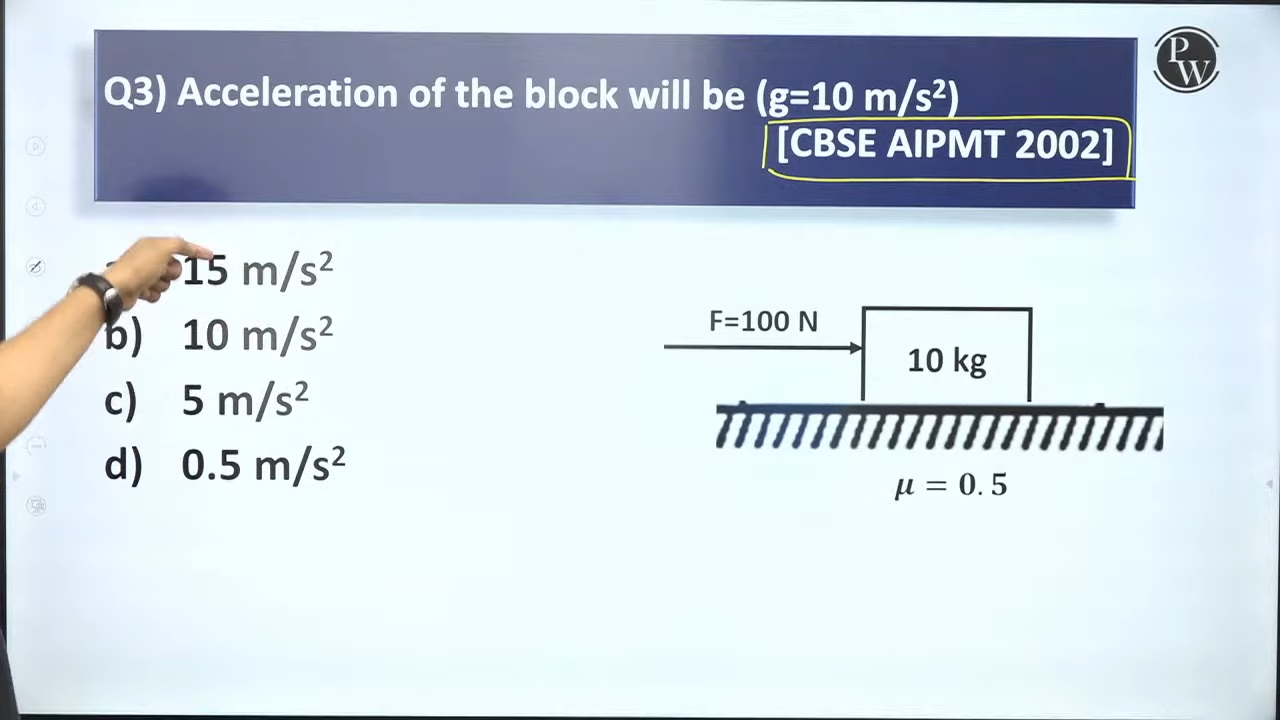 Q3) Acceleration of the block will be (g=10 m/s²)
[CBSE AIPMT 2002]
PW
15 m/s²
b) 10 m/s²
c) 5 m/s²
d) 0.5 m/s²
F=100 N
10 kg
μ = 0.5